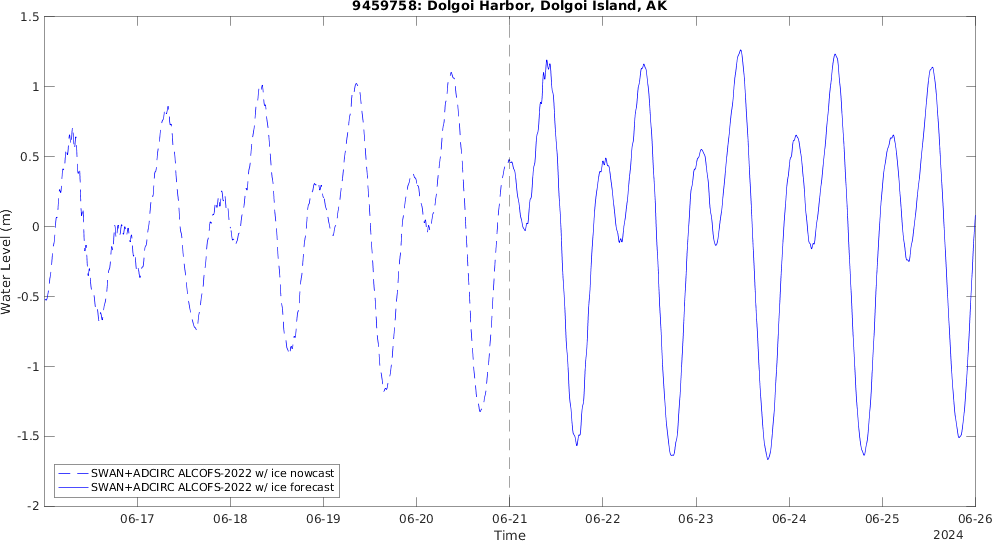 9459758: Dolgoi Harbor, Dolgoi Island, AK
1.5
1
0.5
0
-0.5
-1
-1.5
-2
Water Level (m)
SWAN+ADCIRC ALCOFS-2022 w/ ice nowcast
SWAN+ADCIRC ALCOFS-2022 w/ ice forecast
06-17 06-18 06-19 06-20 06-21 06-22 06-23 06-24 06-25 06-26
Time
2024